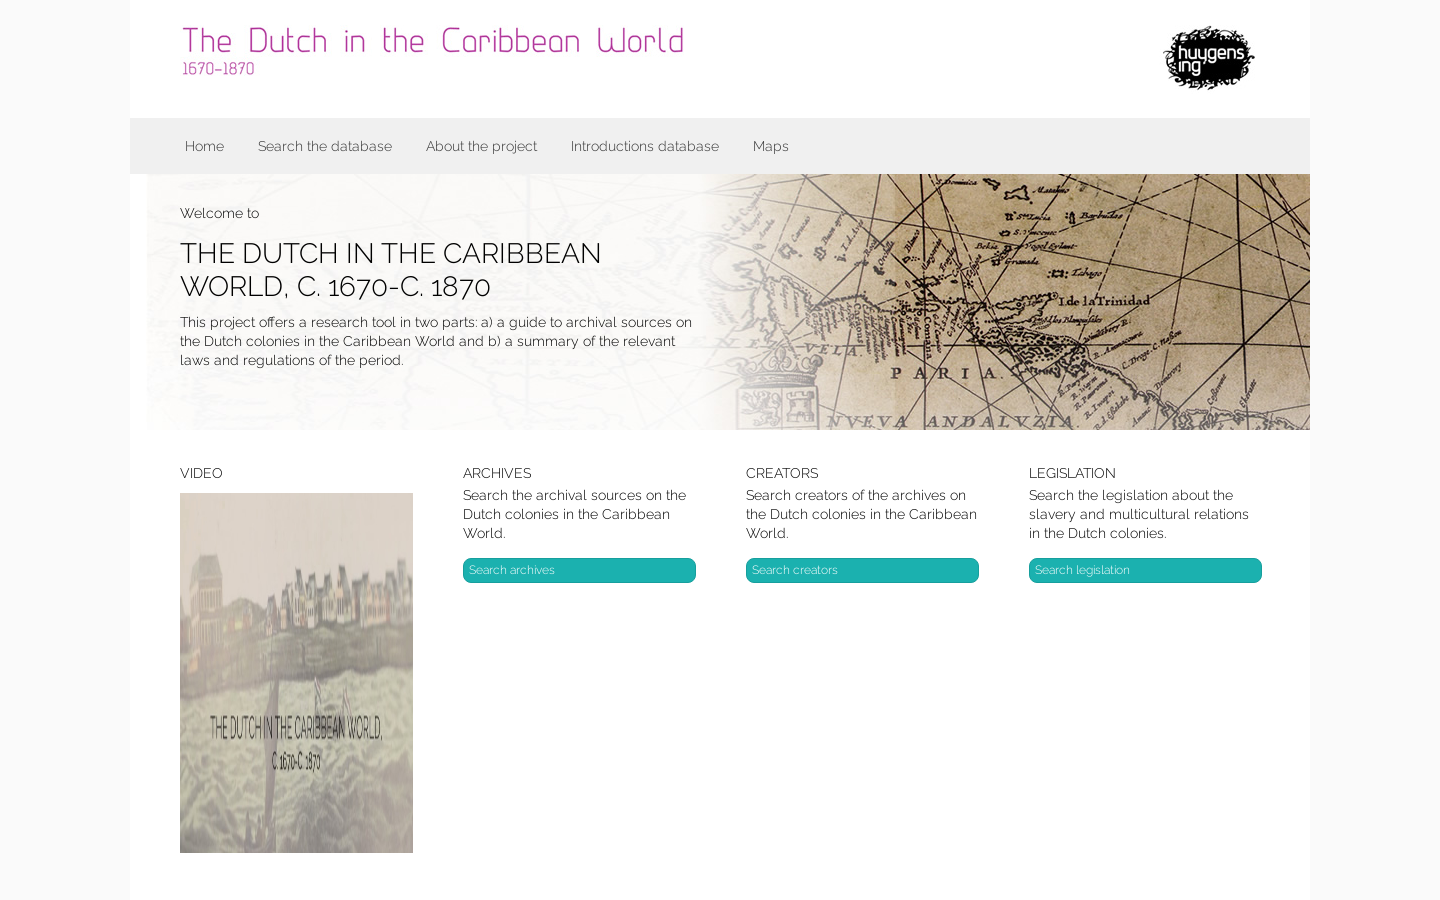 The Dutch in the Caribbean World
1670-1870
huygens
ing
Home
Search the database
About the project
Introductions database
Maps
Welcome to
THE DUTCH IN THE CARIBBEAN
WORLD, C. 1670-C. 1870
This project offers a research tool in two parts: a) a guide to archival sources on
the Dutch colonies in the Caribbean World and b) a summary of the relevant
laws and regulations of the period.
Matalino
Barbudos
Bekia
Granada
Tabago
I. de la Trinidad
VELA
PARIA.
NVEVA ANDALVZIA.
VIDEO
THE DUTCH IN THE CARIBBEAN WORLD,
C. 1670-C. 1870
ARCHIVES
Search the archival sources on the
Dutch colonies in the Caribbean
World.
Search archives
CREATORS
Search creators of the archives on
the Dutch colonies in the Caribbean
World.
Search creators
LEGISLATION
Search the legislation about the
slavery and multicultural relations
in the Dutch colonies.
Search legislation